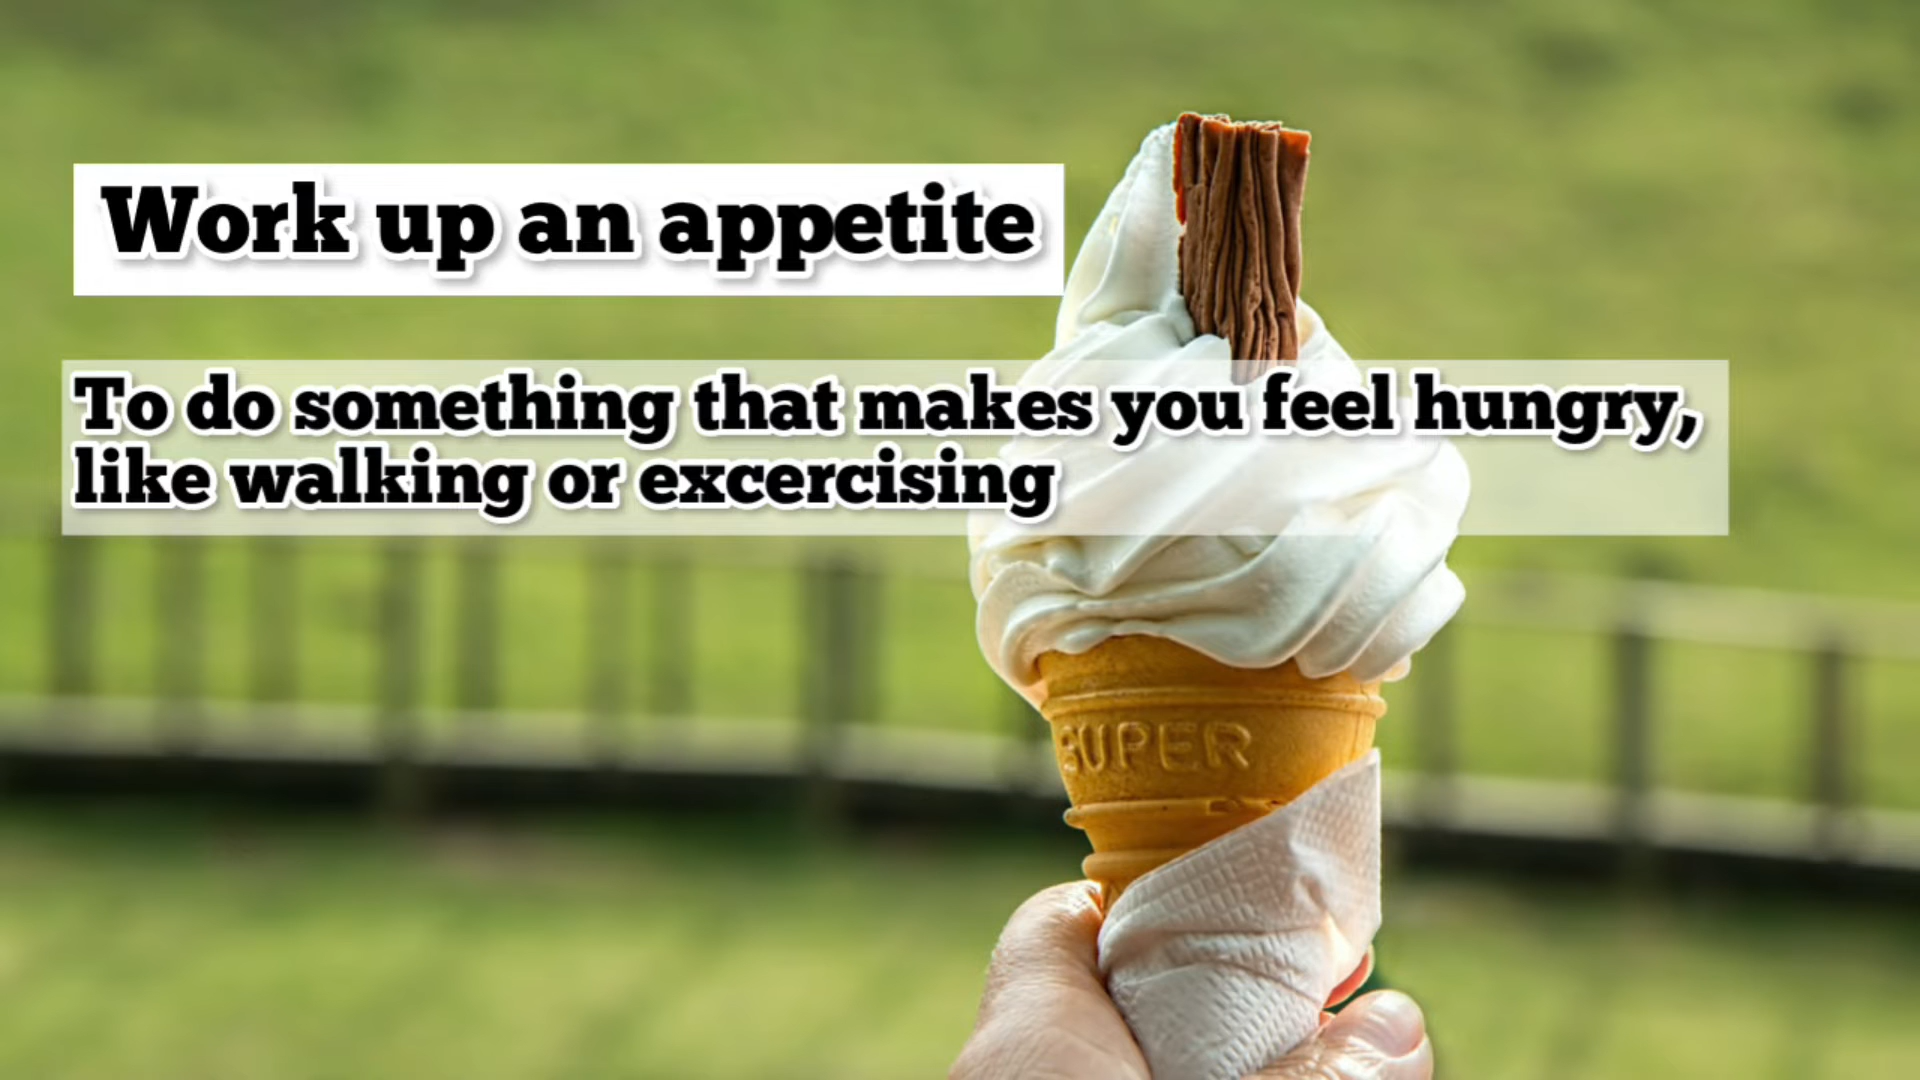 Work up an appetite
To do something that makes you feel hungry,
like walking or excercising
SUPER